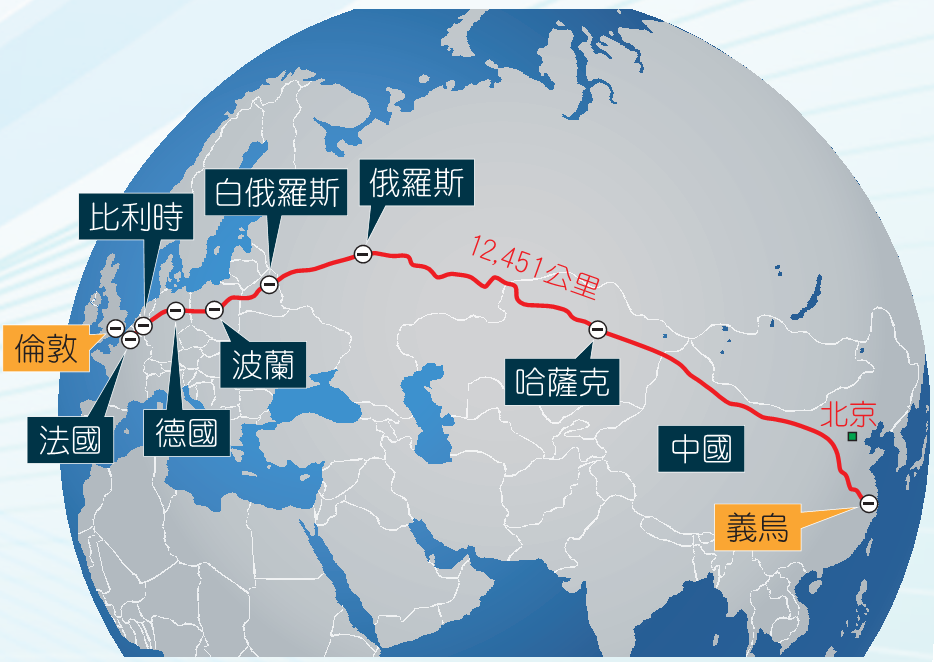 白俄羅斯
俄羅斯
比利時
12,451公里
倫敦
波蘭
哈薩克
法國
德國
中國
北京
義烏